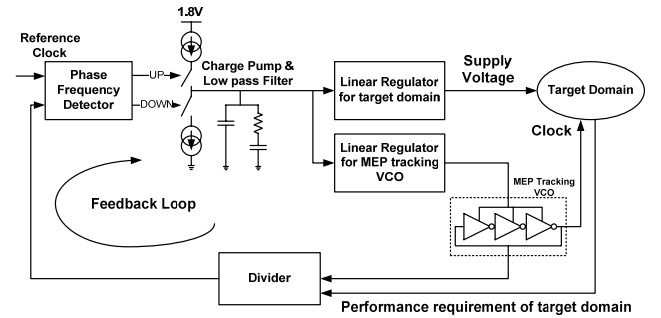 1.8V
Reference
Clock
Phase
Frequency
Detector
UP
DOWN
Charge Pump &
Low pass Filter
Linear Regulator
for target domain
Supply
Voltage
Target Domain
Clock
Linear Regulator
for MEP tracking
VCO
MEP Tracking
VCO
Feedback Loop
Divider
Performance requirement of target domain